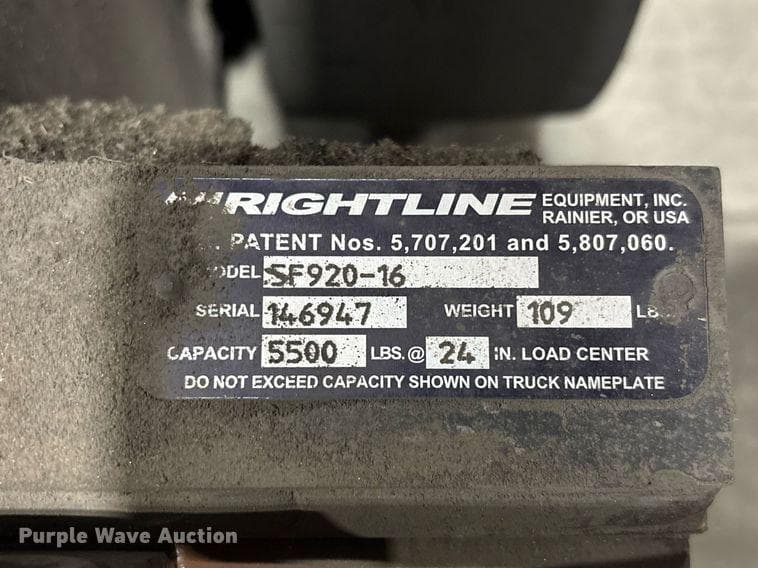 RIGHTLINE EQUIPMENT, INC.
RAINIER, OR USA
PATENT Nos. 5,707,201 and 5,807,060.
MODEL SF920-16
SERIAL 146947 WEIGHT 109 LBS.
CAPACITY 5500 LBS. @ 24 IN. LOAD CENTER
DO NOT EXCEED CAPACITY SHOWN ON TRUCK NAMEPLATE
Purple Wave Auction